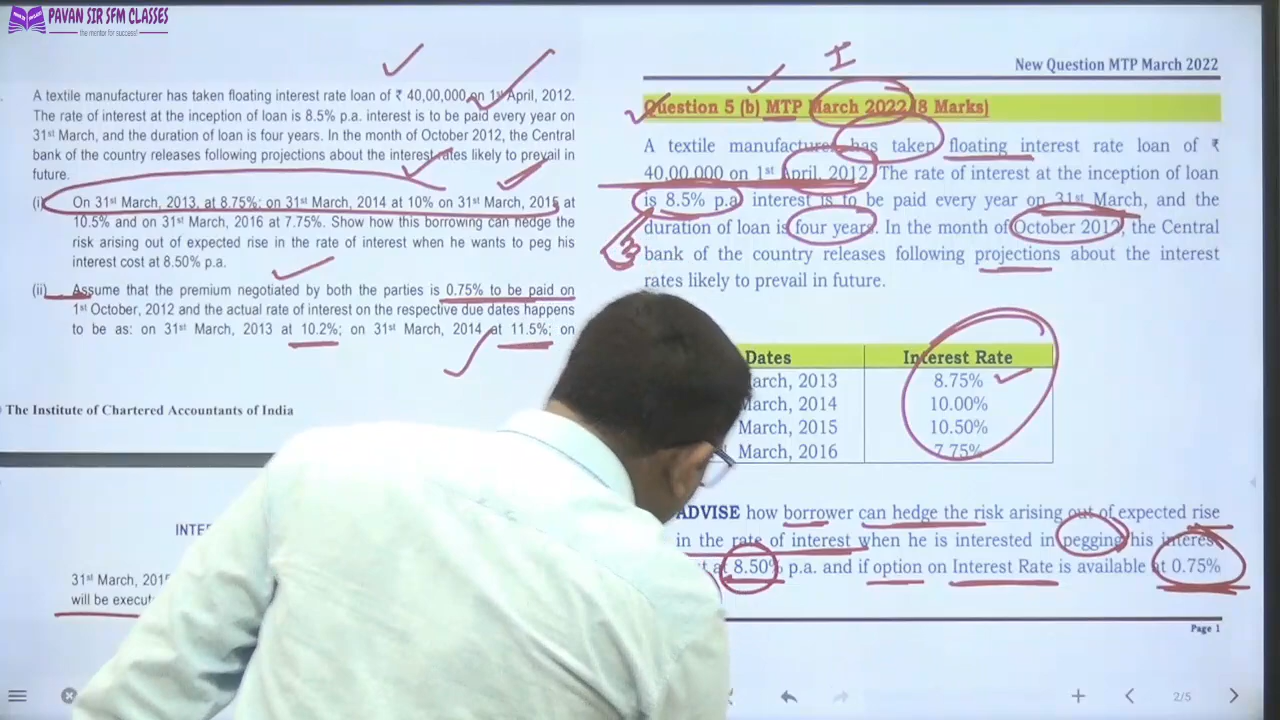 PAVAN SIR SFM CLASSES
the mentor for success!
A textile manufacturer has taken floating interest rate loan of ₹ 40,00,000 on 1st April, 2012.
The rate of interest at the inception of loan is 8.5% p.a. interest is to be paid every year on
31st March, and the duration of loan is four years. In the month of October 2012, the Central
bank of the country releases following projections about the interest rates likely to prevail in
future.
(i) On 31st March, 2013, at 8.75%; on 31st March, 2014 at 10% on 31st March, 2015 at
10.5% and on 31st March, 2016 at 7.75%. Show how this borrowing can hedge the
risk arising out of expected rise in the rate of interest when he wants to peg his
interest cost at 8.50% p.a.
(ii) Assume that the premium negotiated by both the parties is 0.75% to be paid on
1st October, 2012 and the actual rate of interest on the respective due dates happens
to be as: on 31st March, 2013 at 10.2%; on 31st March, 2014 at 11.5%; on
The Institute of Chartered Accountants of India
31st March,
will be
I
New Question MTP March 2022
Question 5 (b) MTP March 2022 (8 Marks)
A textile manufacturer has taken floating interest rate loan of ₹
40,00,000 on 1st April, 2012. The rate of interest at the inception of loan
is 8.5% p.a interest is to be paid every year on 31st March, and the
duration of loan is four years. In the month of October 2012, the Central
bank of the country releases following projections about the interest
rates likely to prevail in future.
Dates Interest Rate
March, 2013 8.75%
March, 2014 10.00%
March, 2015 10.50%
March, 2016 7.75%
ADVISE how borrower can hedge the risk arising out of expected rise
in the rate of interest when he is interested in pegging his interest
at 8.50% p.a. and if option on Interest Rate is available at 0.75%
Page 1
2/5